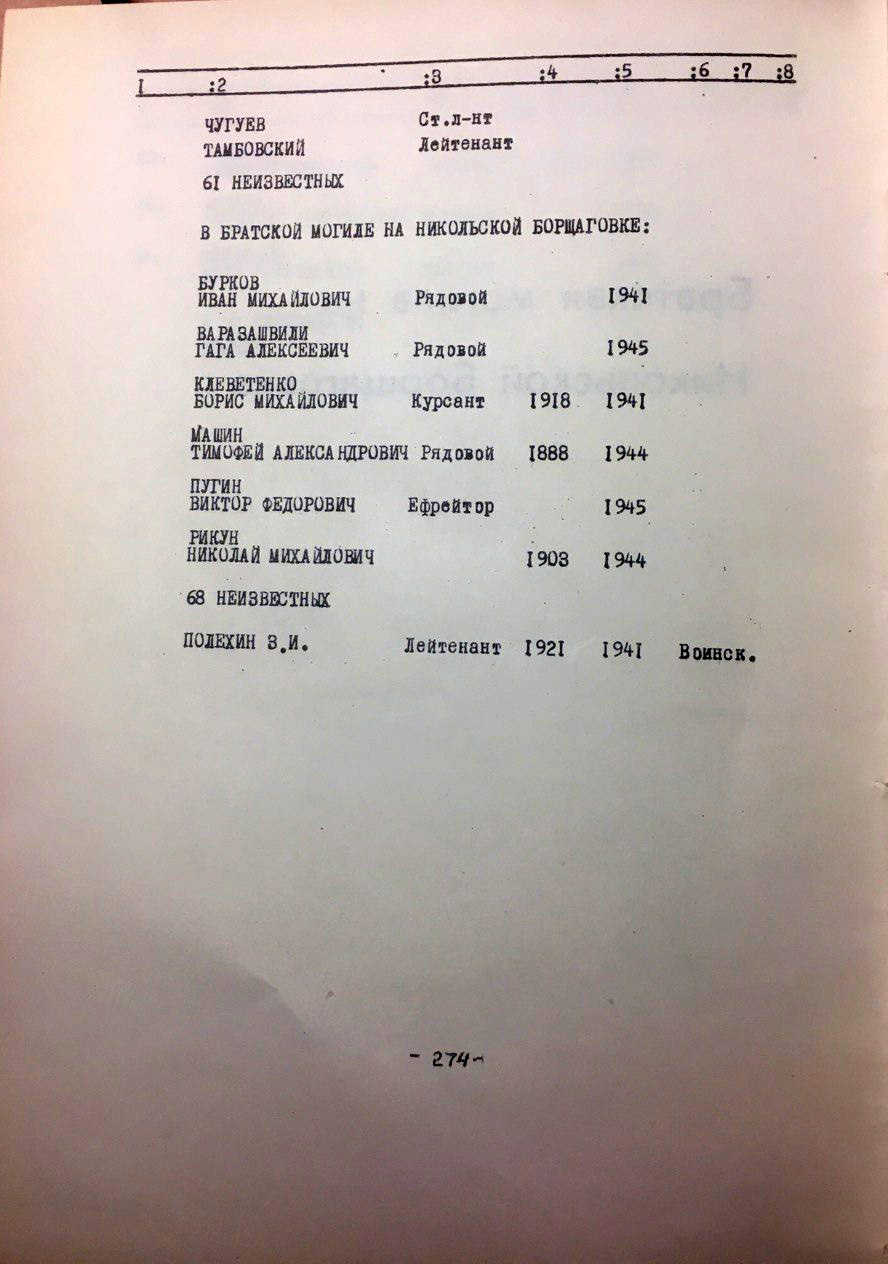 I :2 :3 :4 :5 :6 :7 :8
ЧУГУЕВ Ст.л-нт
ТАМБОВСКИЙ Лейтенант
6I НЕИЗВЕСТНЫХ
В БРАТСКОЙ МОГИЛЕ НА НИКОЛЬСКОЙ БОРЩАГОВКЕ:
БУРКОВ
ИВАН МИХАЙЛОВИЧ Рядовой I94I
ВАРАЗАШВИЛИ
ГАГА АЛЕКСЕЕВИЧ Рядовой I945
КЛЕВЕТЕНКО
БОРИС МИХАЙЛОВИЧ Курсант I9I8 I94I
МАШИН
ТИМОФЕЙ АЛЕКСАНДРОВИЧ Рядовой I888 I944
ПУГИН
ВИКТОР ФЕДОРОВИЧ Ефрейтор I945
РИКУН
НИКОЛАЙ МИХАЙЛОВИЧ I903 I944
68 НЕИЗВЕСТНЫХ
ПОЛЕХИН З.И. Лейтенант I92I I94I Воинск.
- 274-